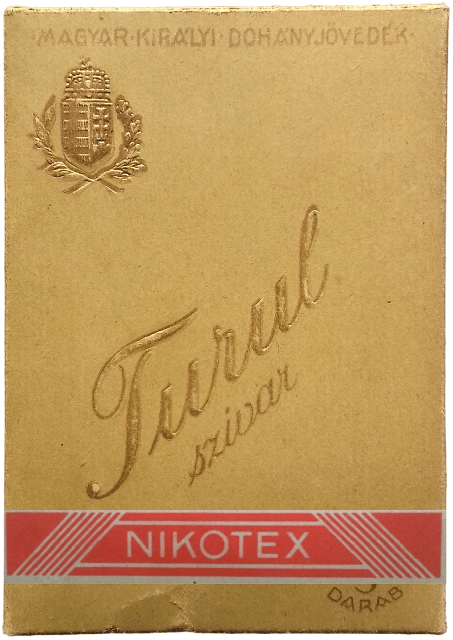 ·MAGYAR·KIRÁLYI·DOHÁNYJÖVEDÉK·
Turul
szivar
NIKOTEX
DARAB